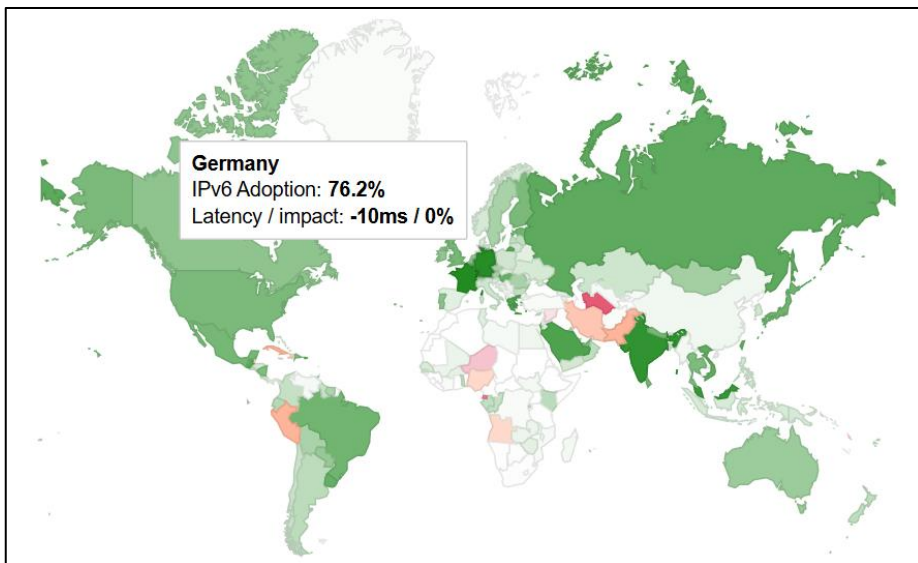 Germany
IPv6 Adoption: 76.2%
Latency / impact: -10ms / 0%